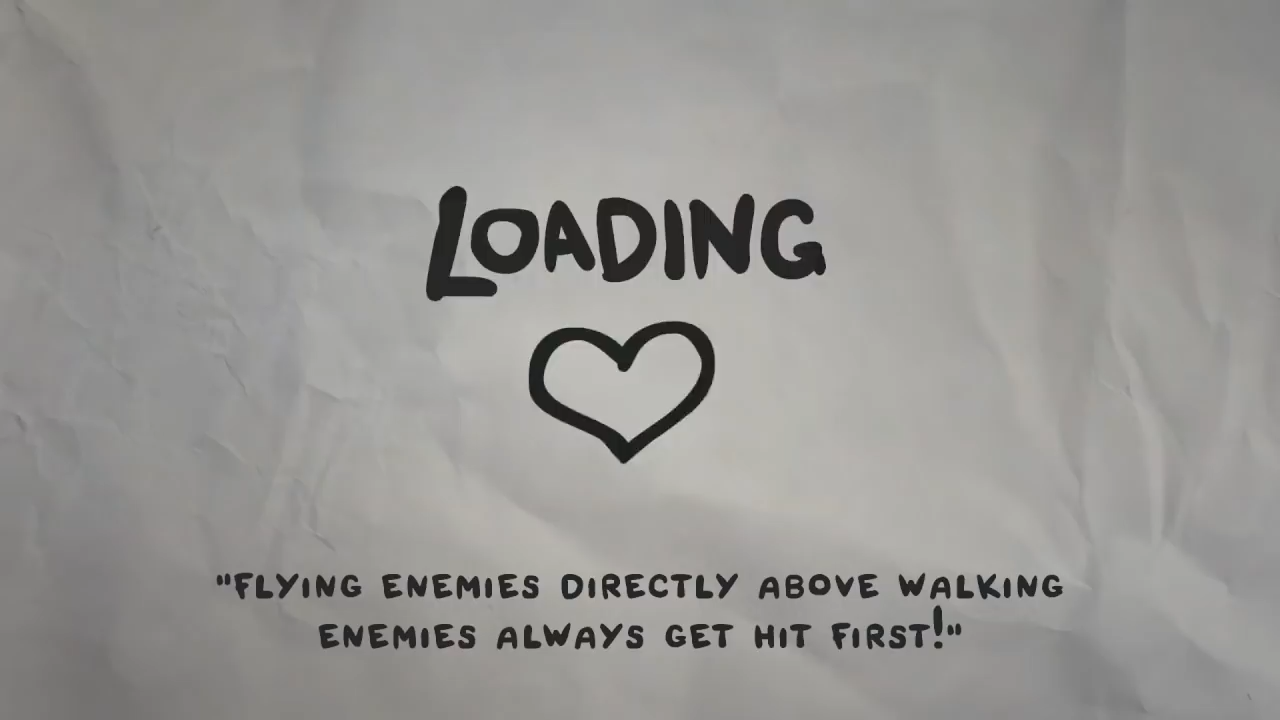 LOADING
"FLYING ENEMIES DIRECTLY ABOVE WALKING
ENEMIES ALWAYS GET HIT FIRST!"